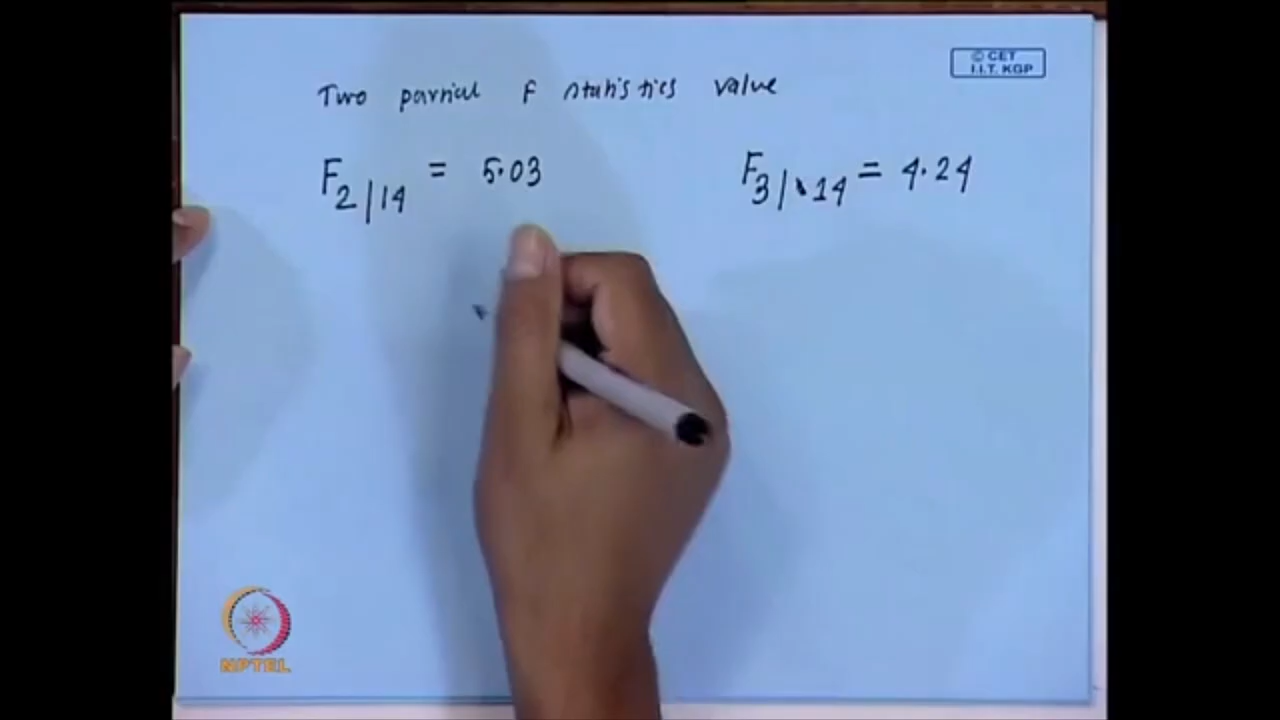 © CET
I.I.T. KGP
Two partial F statistics value
F2/14 = 5.03
F3/14 = 4.24
NPTEL